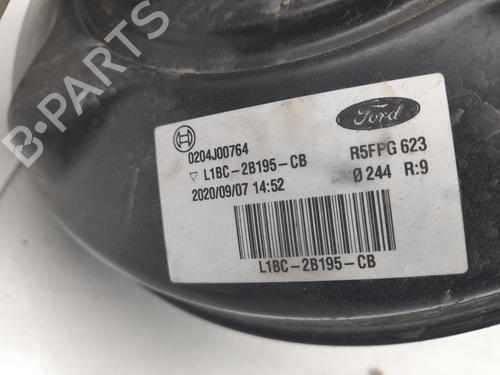 B-PARTS
Ford
0204J00764
R5FPG 623
▽ L1BC-2B195-CB
Ø 244 R:9
2020/09/07 14:52
L1BC-2B195-CB